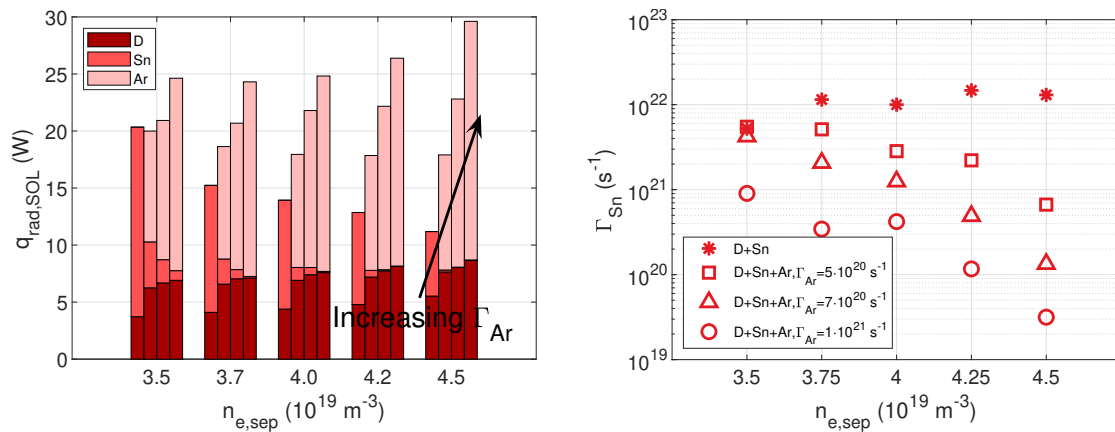 30
25
20
15
10
5
0
q_rad,SOL (W)
D
Sn
Ar
Increasing Γ_Ar
3.5 3.7 4.0 4.2 4.5
n_e,sep (10^19 m^-3)
10^23
10^22
10^21
10^20
10^19
Γ_Sn (s^-1)
D+Sn
D+Sn+Ar,Γ_Ar=5·10^20 s^-1
D+Sn+Ar,Γ_Ar=7·10^20 s^-1
D+Sn+Ar,Γ_Ar=1·10^21 s^-1
3.5 3.75 4 4.25 4.5
n_e,sep (10^19 m^-3)